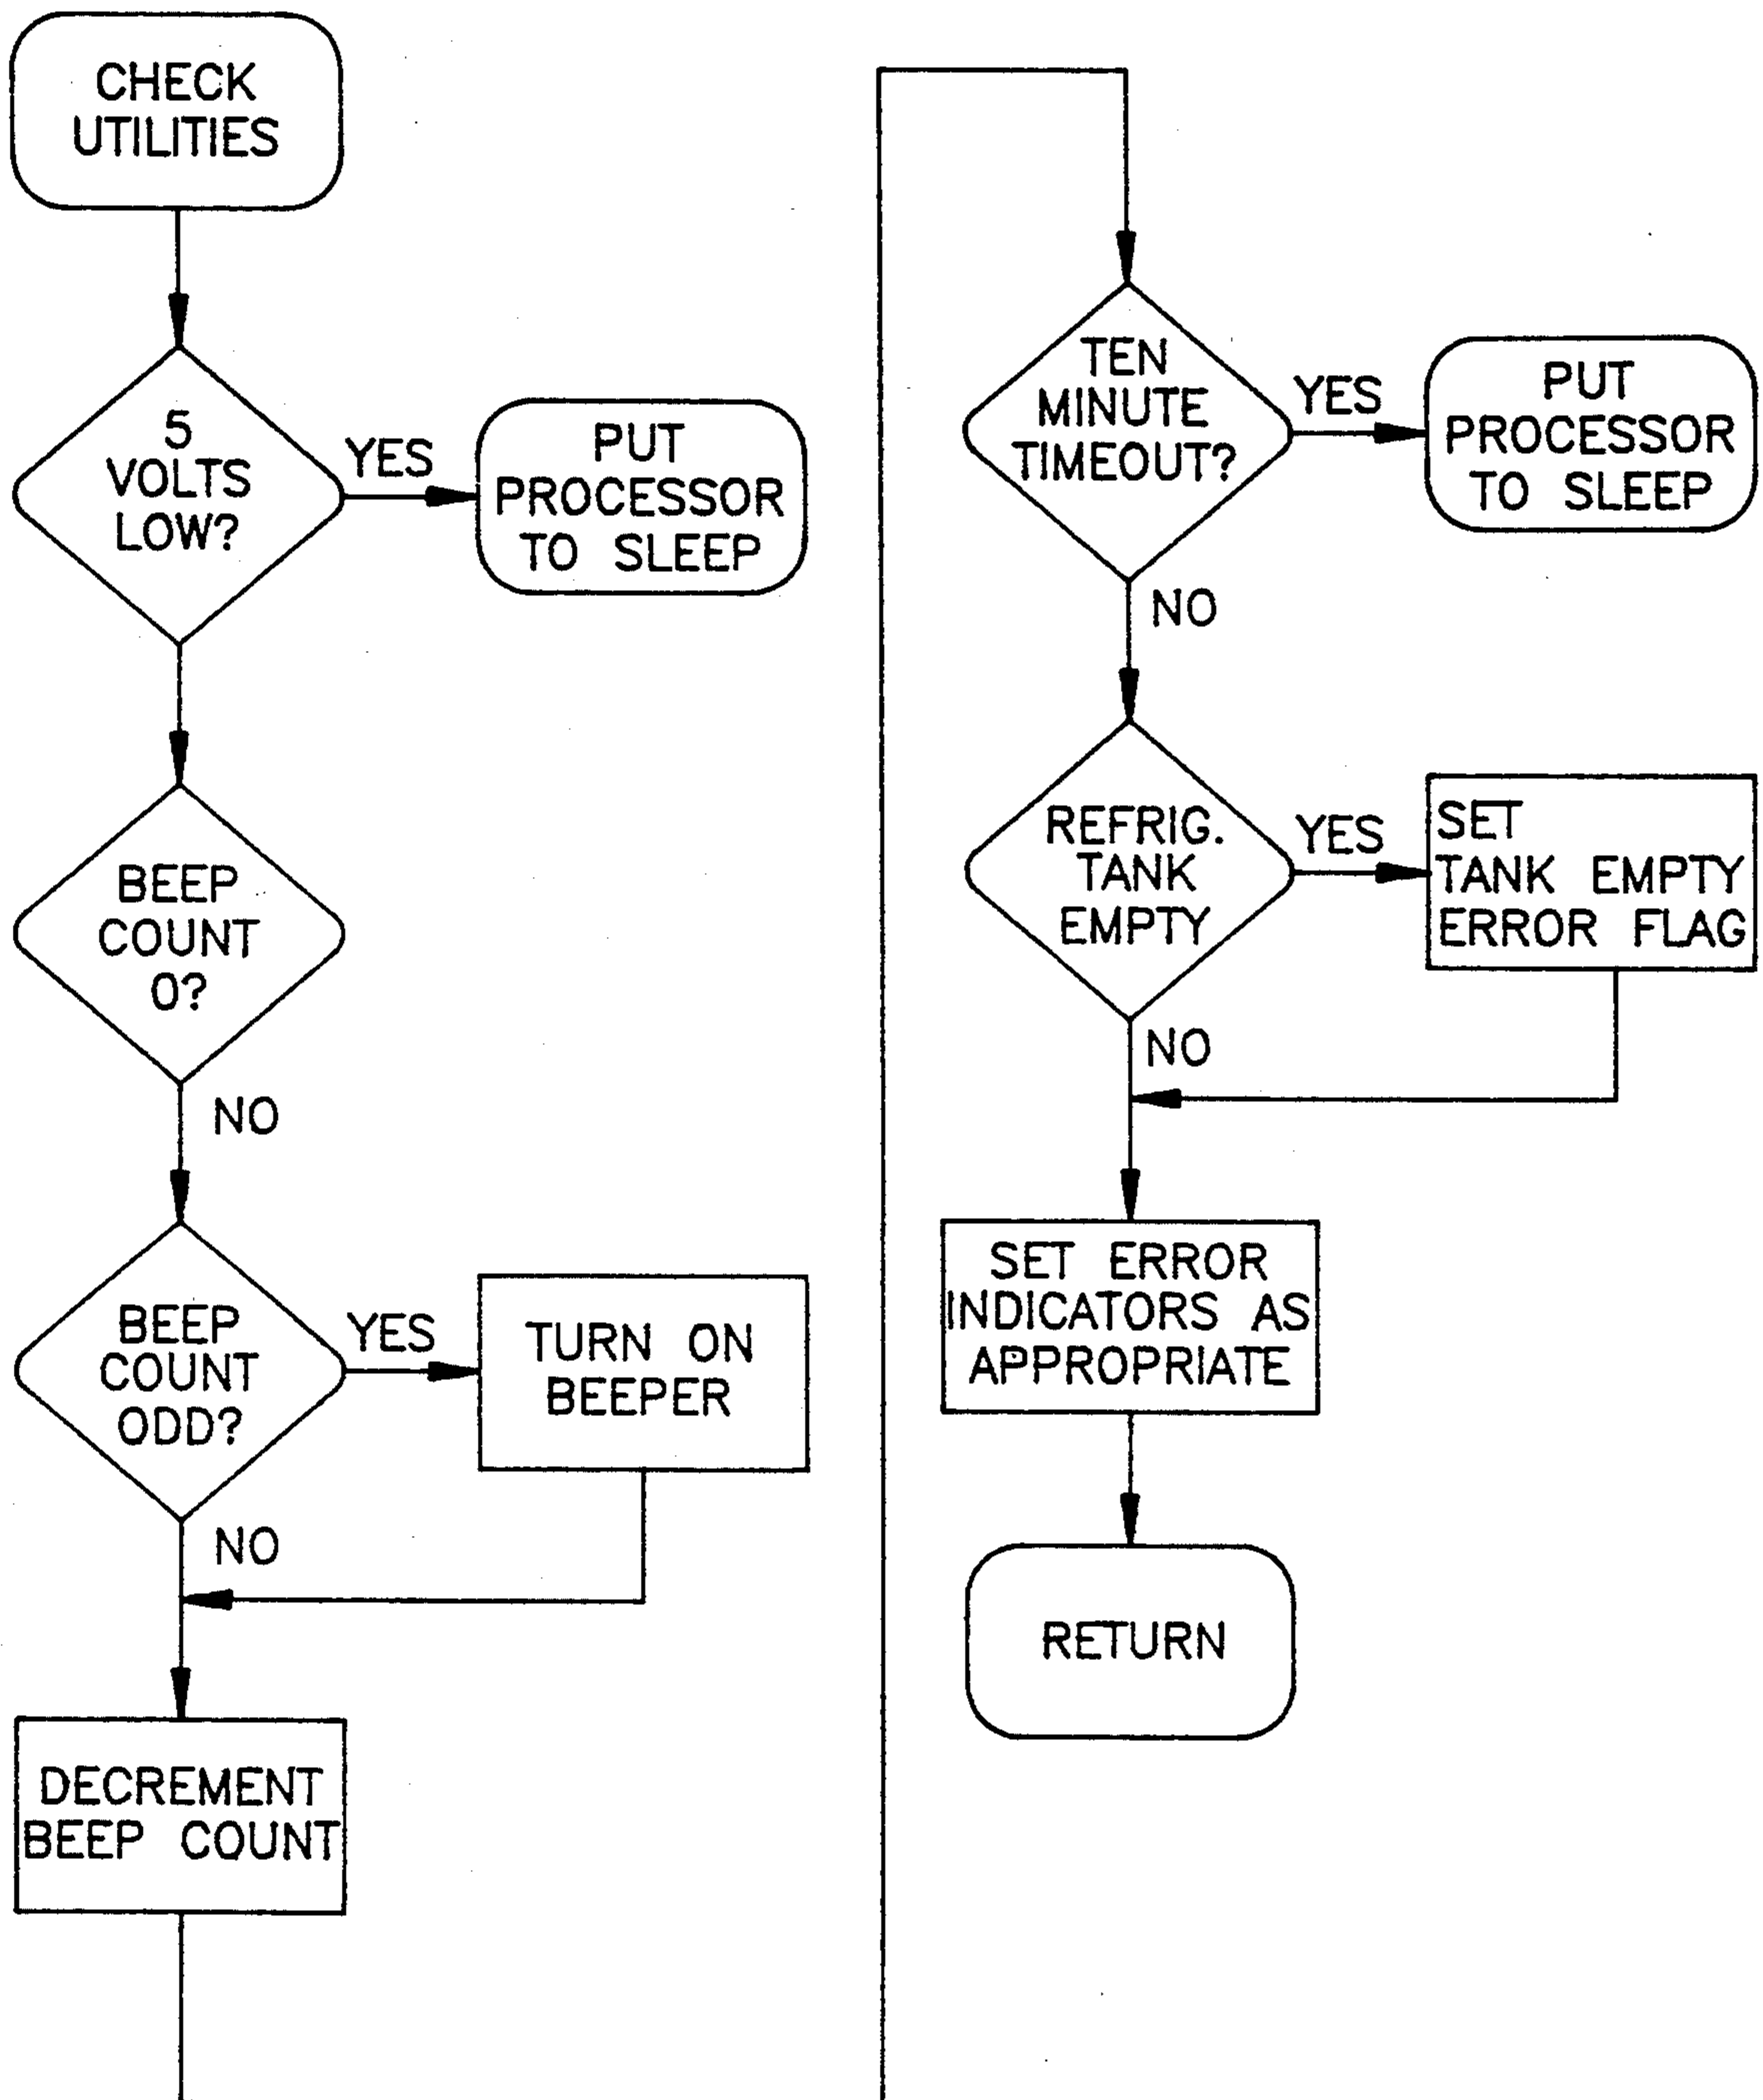 CHECK
UTILITIES
5
VOLTS
LOW?
YES
PUT
PROCESSOR
TO SLEEP
BEEP
COUNT
0?
NO
BEEP
COUNT
ODD?
YES
TURN ON
BEEPER
NO
DECREMENT
BEEP COUNT
TEN
MINUTE
TIMEOUT?
YES
PUT
PROCESSOR
TO SLEEP
NO
REFRIG.
TANK
EMPTY
YES
SET
TANK EMPTY
ERROR FLAG
NO
SET ERROR
INDICATORS AS
APPROPRIATE
RETURN